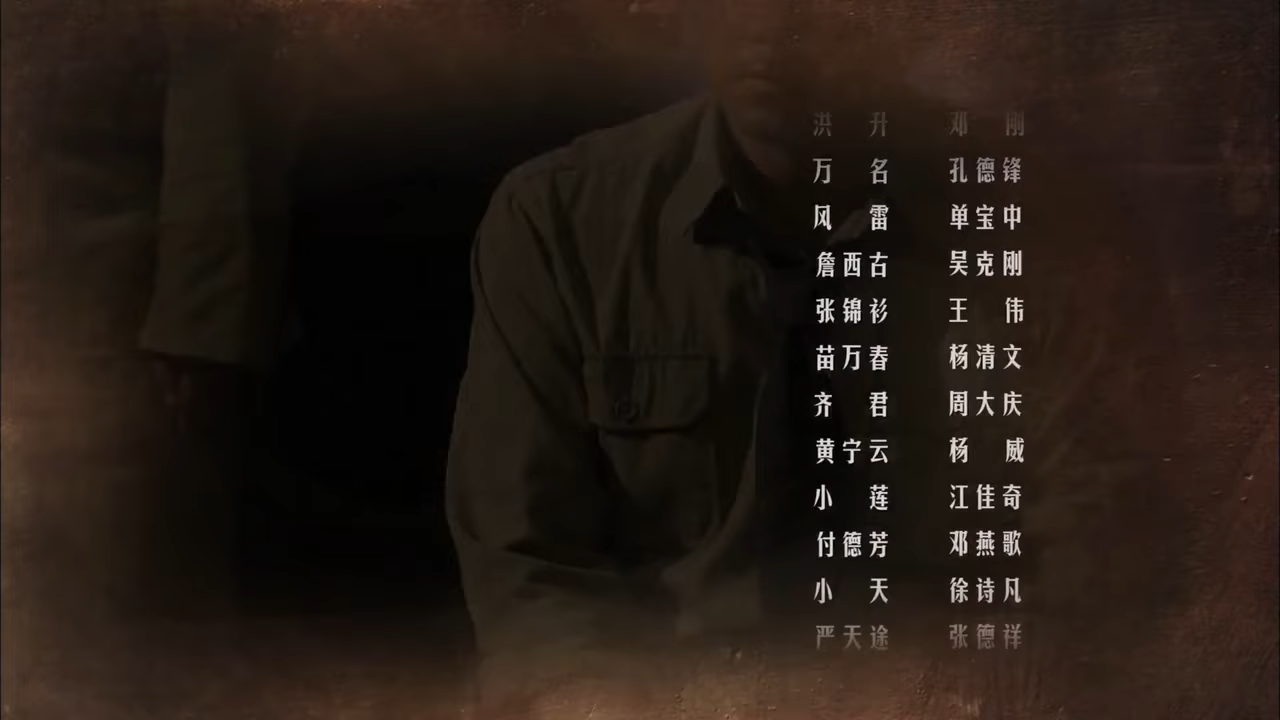 洪 升 邓 刚
万 名 孔德锋
风 雷 单宝中
詹西古 吴克刚
张锦衫 王 伟
苗万春 杨清文
齐 君 周大庆
黄宁云 杨 威
小 莲 江佳奇
付德芳 邓燕歌
小 天 徐诗凡
严天途 张德祥